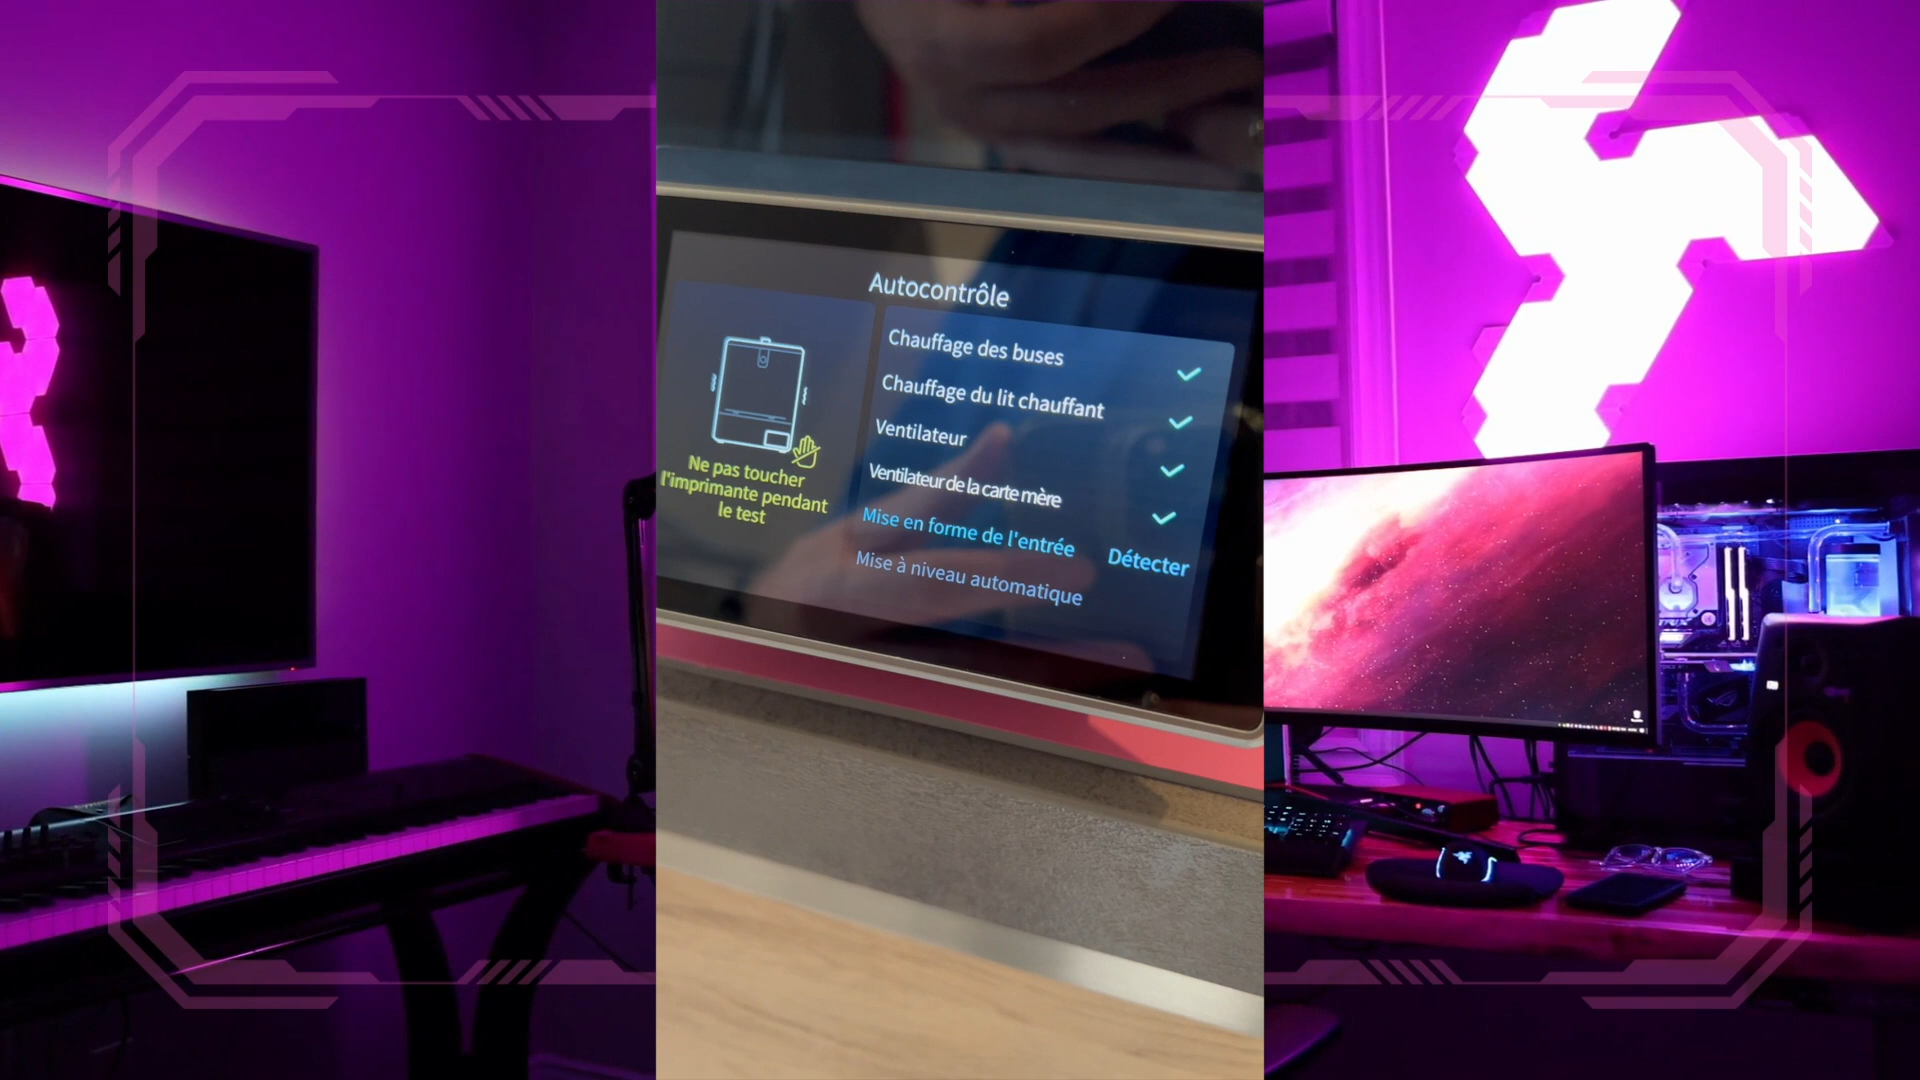 Autocontrôle
Chauffage des buses
Chauffage du lit chauffant
Ventilateur
Ventilateur de la carte mère
Mise en forme de l'entrée Détecter
Mise à niveau automatique
Ne pas toucher
l'imprimante pendant
le test